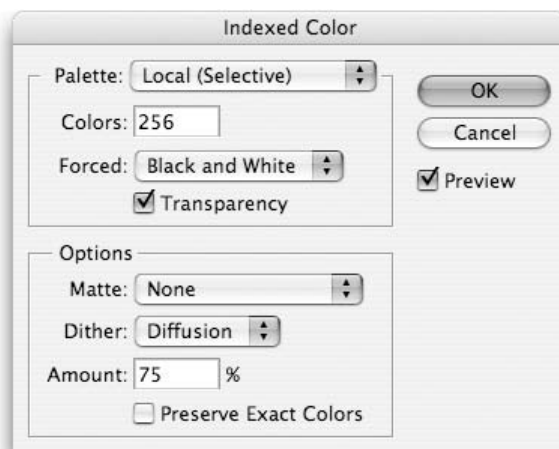 Indexed Color
Palette: Local (Selective)
Colors: 256
Forced: Black and White
Transparency
OK
Cancel
Preview
Options
Matte: None
Dither: Diffusion
Amount: 75 %
Preserve Exact Colors